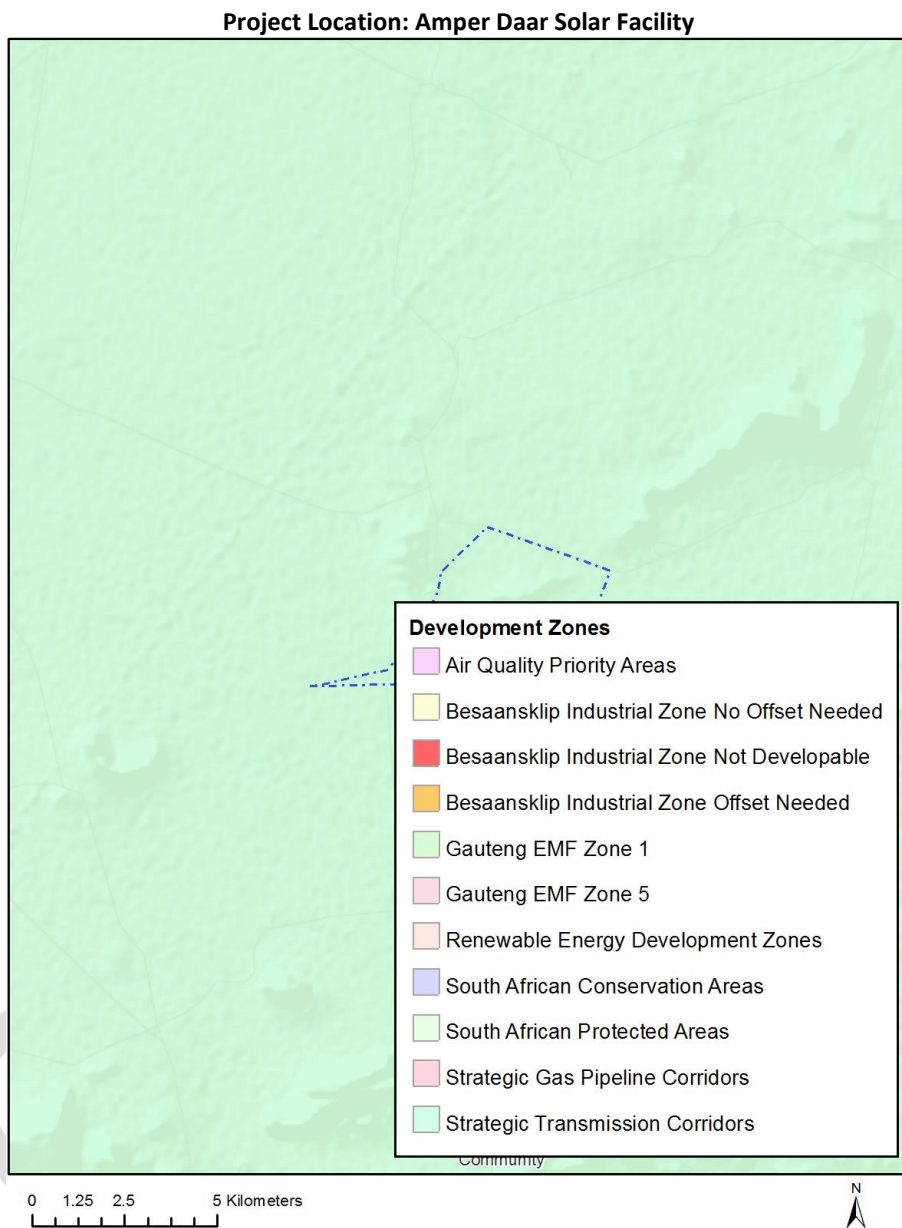 Project Location: Amper Daar Solar Facility
Development Zones
Air Quality Priority Areas
Besaansklip Industrial Zone No Offset Needed
Besaansklip Industrial Zone Not Developable
Besaansklip Industrial Zone Offset Needed
Gauteng EMF Zone 1
Gauteng EMF Zone 5
Renewable Energy Development Zones
South African Conservation Areas
South African Protected Areas
Strategic Gas Pipeline Corridors
Strategic Transmission Corridors
Community
0 1.25 2.5 5 Kilometers
N